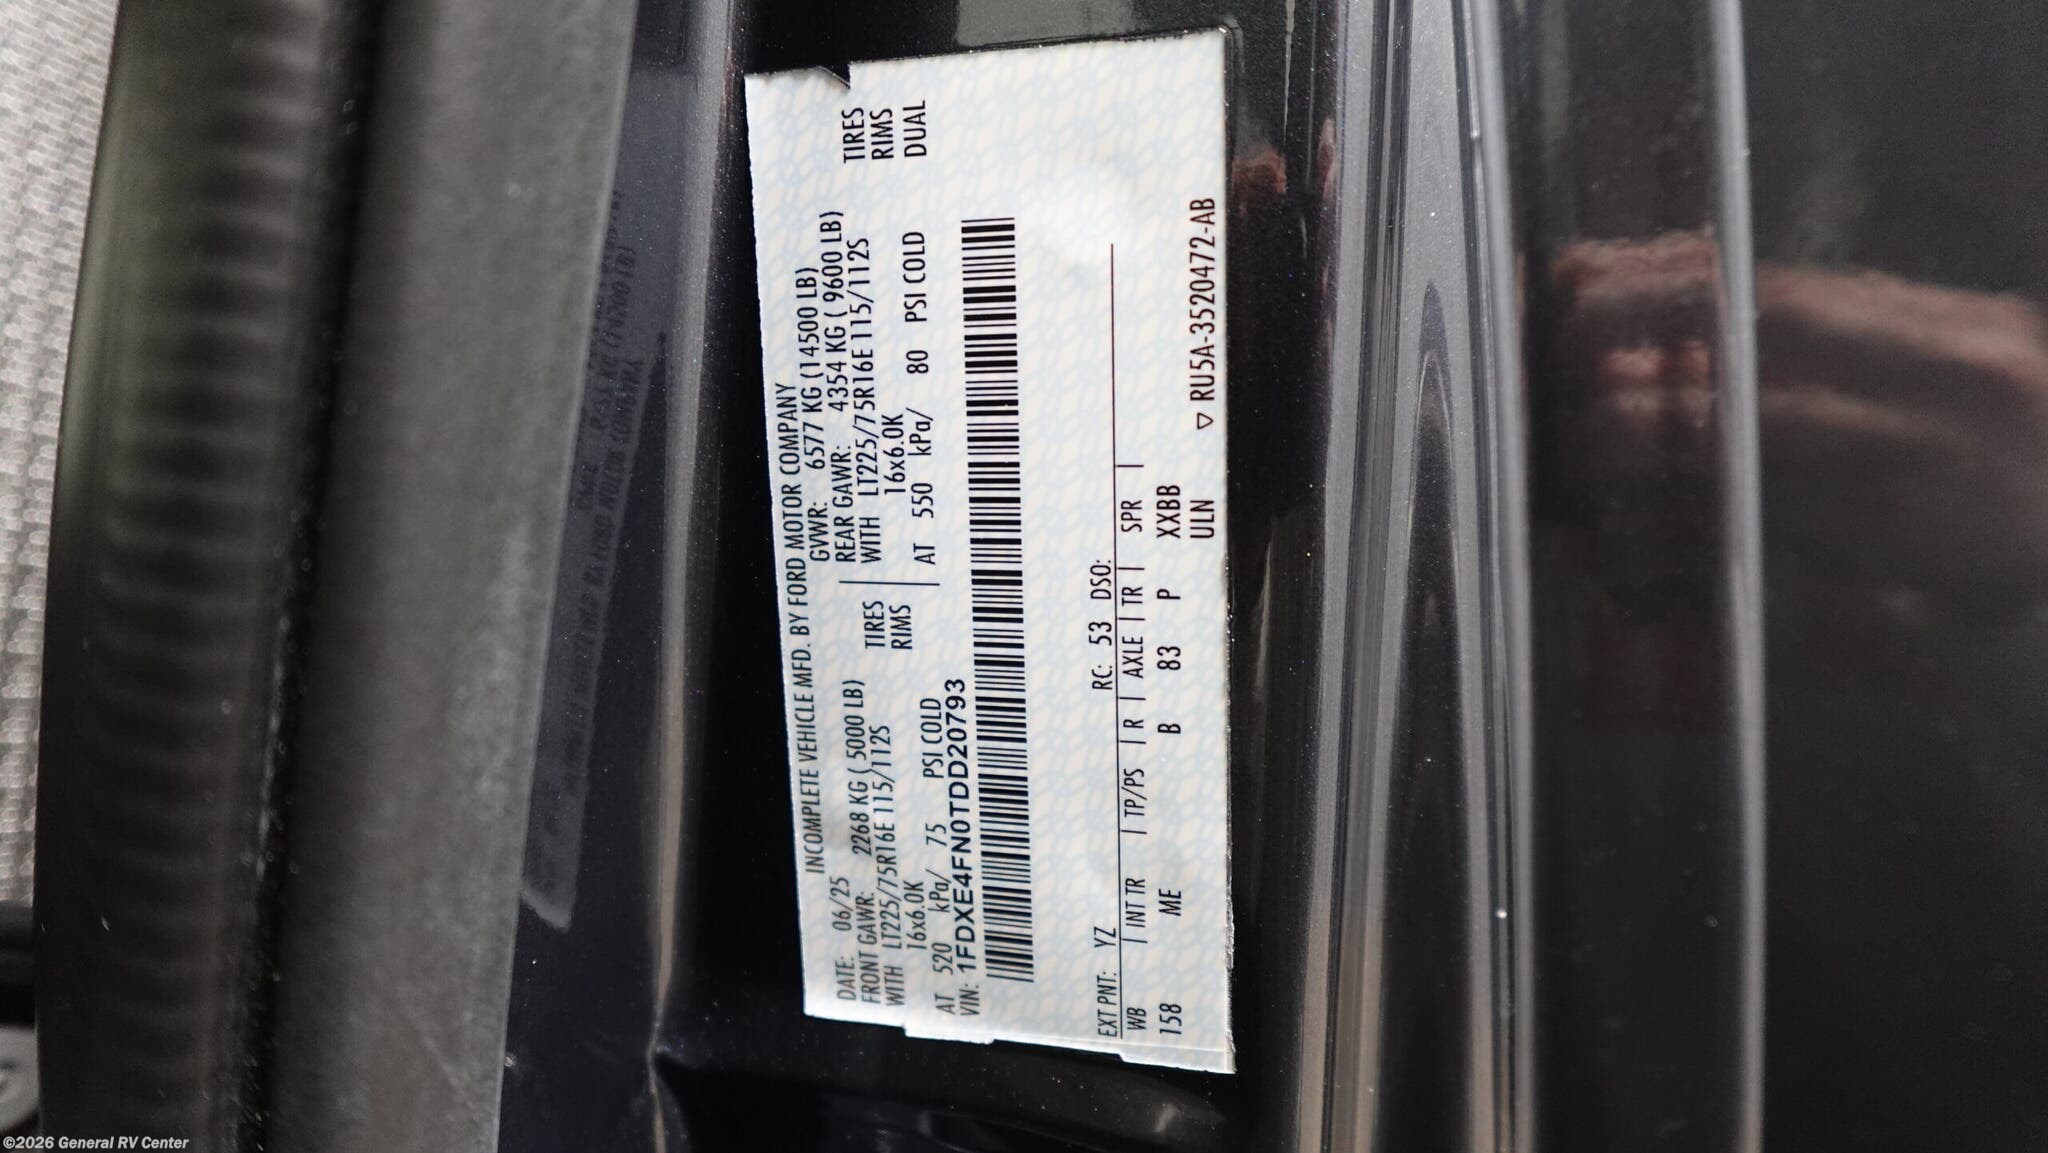 INCOMPLETE VEHICLE MFD. BY FORD MOTOR COMPANY
DATE: 06/25 GVWR: 6577 KG (14500 LB)
FRONT GAWR: 2268 KG ( 5000 LB) REAR GAWR: 4354 KG ( 9600 LB)
WITH LT225/75R16E 115/112S TIRES WITH LT225/75R16E 115/112S TIRES
16x6.0K RIMS 16x6.0K RIMS
AT 520 kPa/ 75 PSI COLD AT 550 kPa/ 80 PSI COLD DUAL
VIN: 1FDXE4FN0TDD20793
EXT PNT: YZ RC: 53 DSO:
WB | INT TR | TP/PS | R | AXLE | TR | SPR |
158 ME B 83 P XXBB
ULN ▽ RU5A-3520472-AB
©2026 General RV Center